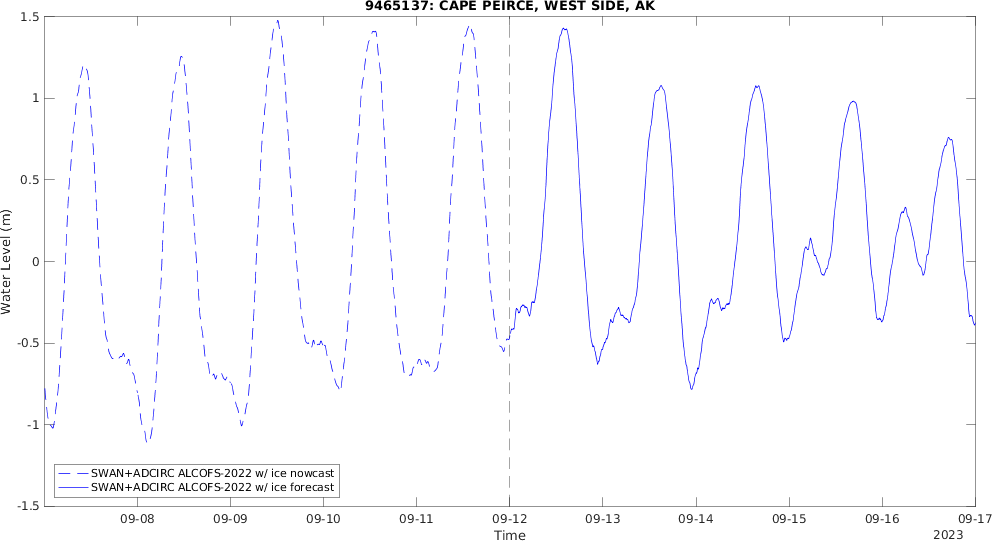 9465137: CAPE PEIRCE, WEST SIDE, AK
Water Level (m)
1.5
1
0.5
0
-0.5
-1
-1.5
SWAN+ADCIRC ALCOFS-2022 w/ ice nowcast
SWAN+ADCIRC ALCOFS-2022 w/ ice forecast
09-08 09-09 09-10 09-11 09-12 09-13 09-14 09-15 09-16 09-17
Time
2023